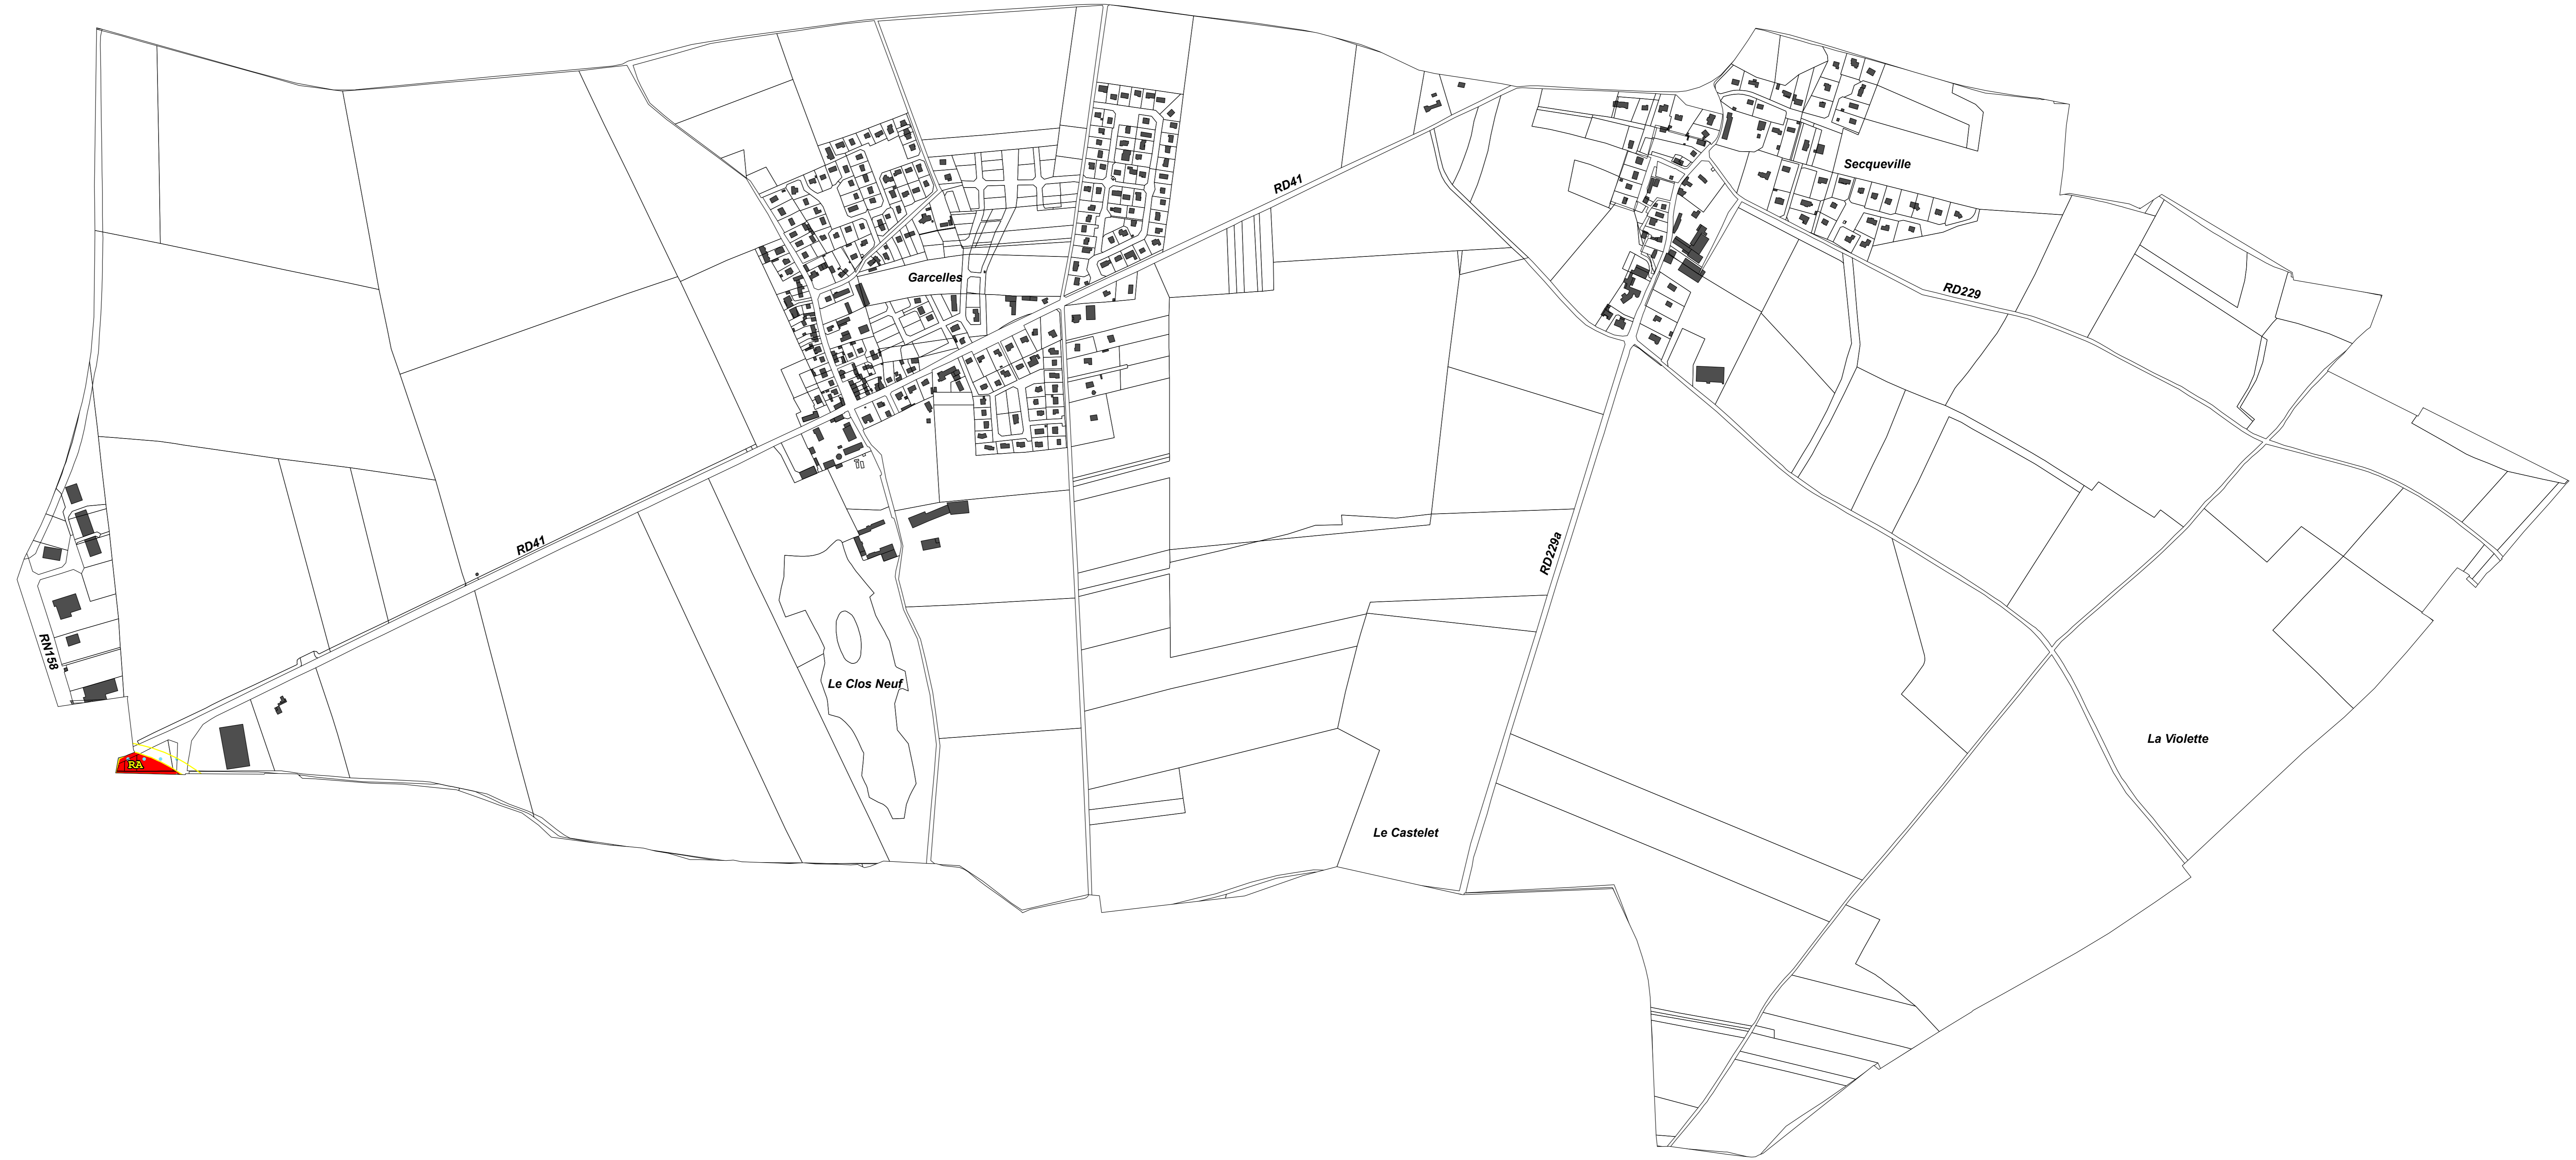 Secqueville
RD41
Garcelles
RD229
RD41
RD229a
RN158
Le Clos Neuf
La Violette
RA
Le Castelet